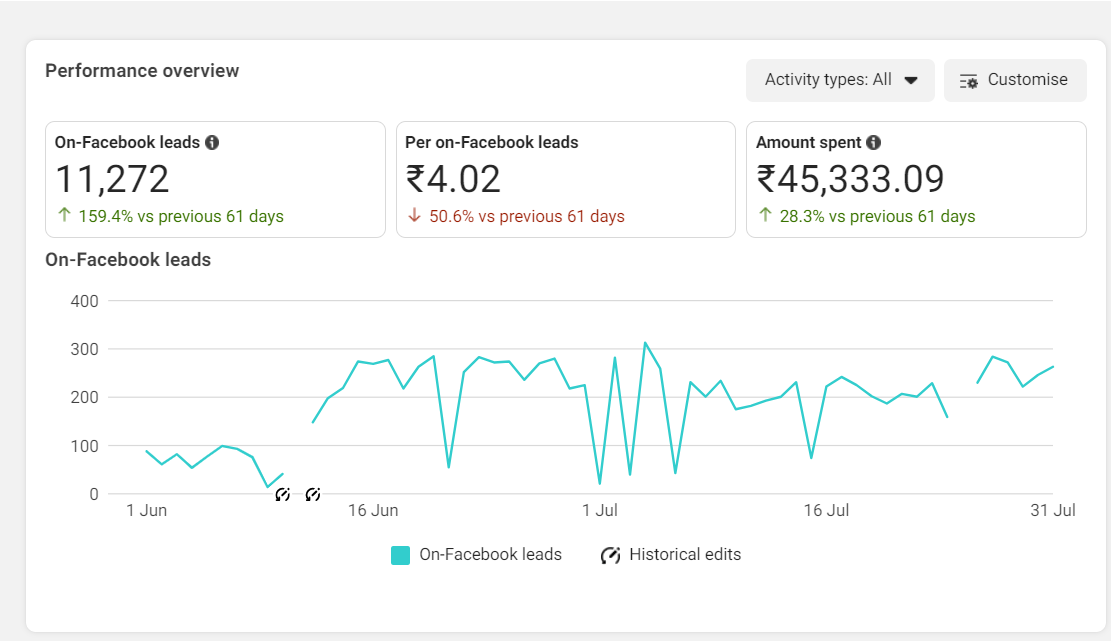 Performance overview
Activity types: All
Customise
On-Facebook leads
11,272
159.4% vs previous 61 days
Per on-Facebook leads
₹4.02
50.6% vs previous 61 days
Amount spent
₹45,333.09
28.3% vs previous 61 days
On-Facebook leads
400
300
200
100
0
1 Jun
16 Jun
1 Jul
16 Jul
31 Jul
On-Facebook leads
Historical edits